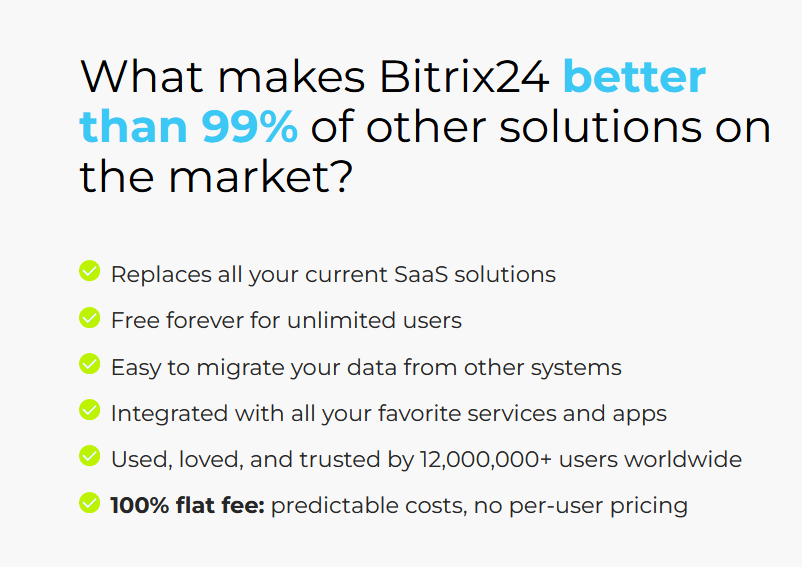 What makes Bitrix24 better
than 99% of other solutions on
the market?
Replaces all your current SaaS solutions
Free forever for unlimited users
Easy to migrate your data from other systems
Integrated with all your favorite services and apps
Used, loved, and trusted by 12,000,000+ users worldwide
100% flat fee: predictable costs, no per-user pricing